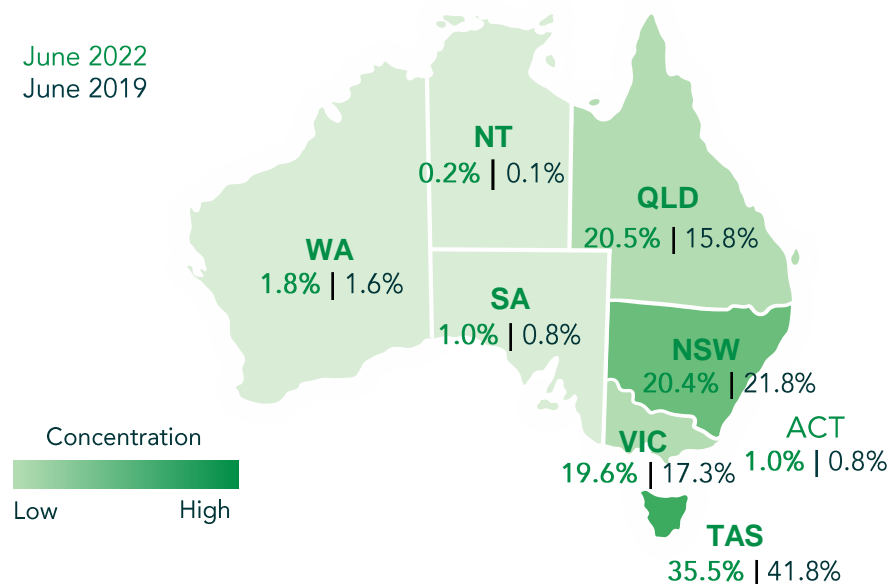 June 2022
June 2019
NT
0.2% | 0.1%
QLD
20.5% | 15.8%
WA
1.8% | 1.6%
SA
1.0% | 0.8%
NSW
20.4% | 21.8%
ACT
1.0% | 0.8%
VIC
19.6% | 17.3%
TAS
35.5% | 41.8%
Concentration
Low
High